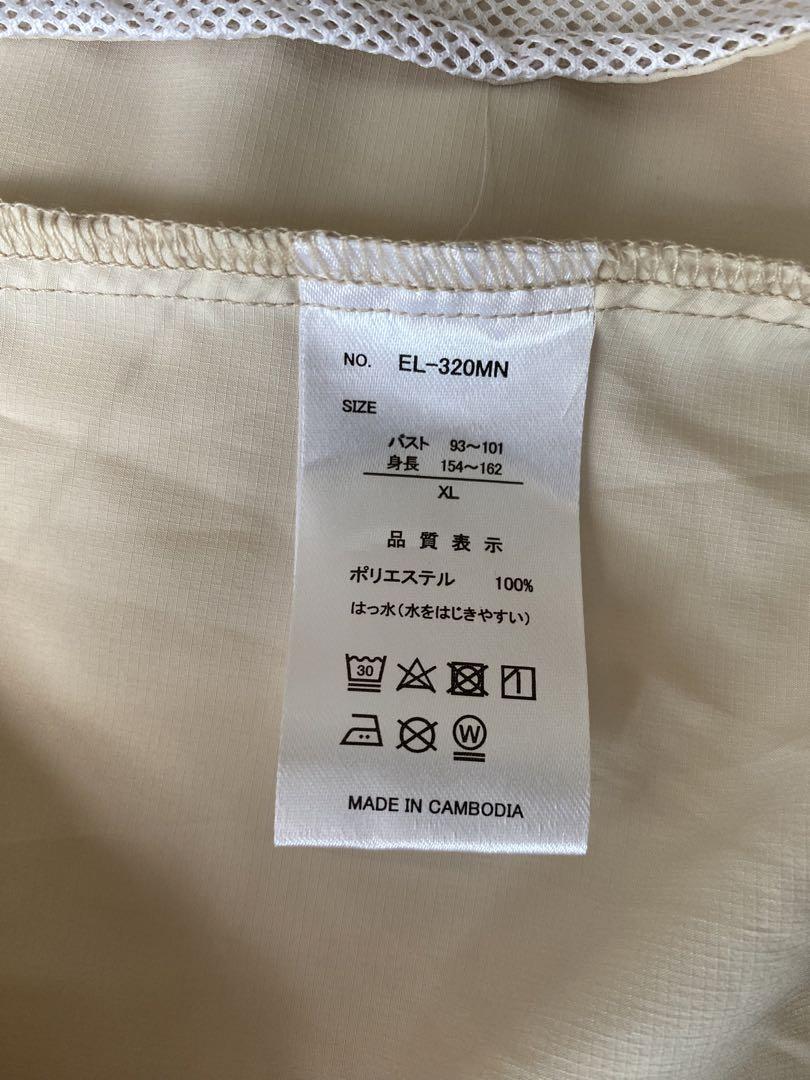 NO. EL-320MN
SIZE
バスト 93～101
身長 154～162
XL
品質表示
ポリエステル 100%
はっ水(水をはじきやすい)
30
W
MADE IN CAMBODIA